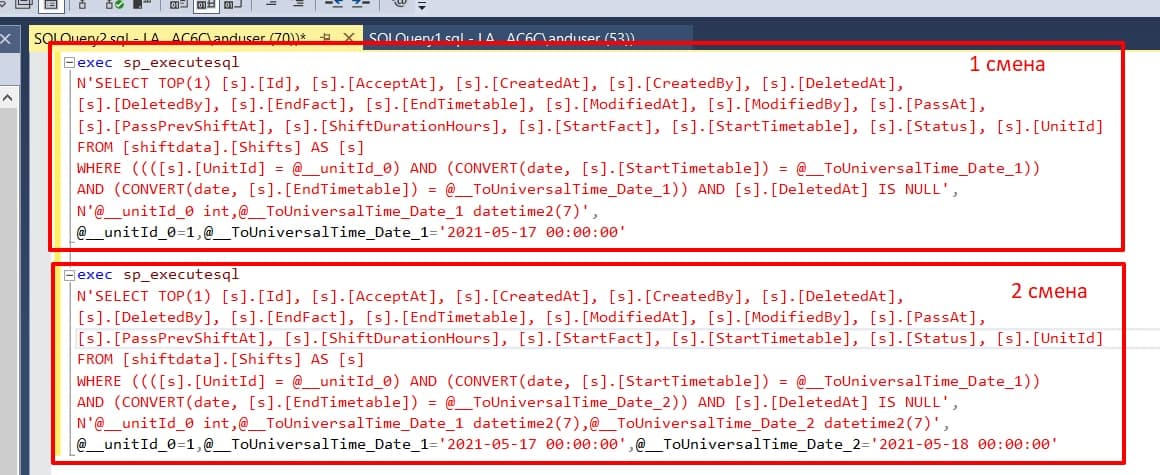 SQLQuery2.sql - LA...AC6C\anduser (70))*
SQLQuery1.sql - LA...AC6C\anduser (53))
1 смена
exec sp_executesql
N'SELECT TOP(1) [s].[Id], [s].[AcceptAt], [s].[CreatedAt], [s].[CreatedBy], [s].[DeletedAt],
[s].[DeletedBy], [s].[EndFact], [s].[EndTimetable], [s].[ModifiedAt], [s].[ModifiedBy], [s].[PassAt],
[s].[PassPrevShiftAt], [s].[ShiftDurationHours], [s].[StartFact], [s].[StartTimetable], [s].[Status], [s].[UnitId]
FROM [shiftdata].[Shifts] AS [s]
WHERE ((([s].[UnitId] = @__unitId_0) AND (CONVERT(date, [s].[StartTimetable]) = @__ToUniversalTime_Date_1))
AND (CONVERT(date, [s].[EndTimetable]) = @__ToUniversalTime_Date_1)) AND [s].[DeletedAt] IS NULL',
N'@__unitId_0 int,@__ToUniversalTime_Date_1 datetime2(7)',
@__unitId_0=1,@__ToUniversalTime_Date_1='2021-05-17 00:00:00'
exec sp_executesql
2 смена
N'SELECT TOP(1) [s].[Id], [s].[AcceptAt], [s].[CreatedAt], [s].[CreatedBy], [s].[DeletedAt],
[s].[DeletedBy], [s].[EndFact], [s].[EndTimetable], [s].[ModifiedAt], [s].[ModifiedBy], [s].[PassAt],
[s].[PassPrevShiftAt], [s].[ShiftDurationHours], [s].[StartFact], [s].[StartTimetable], [s].[Status], [s].[UnitId]
FROM [shiftdata].[Shifts] AS [s]
WHERE ((([s].[UnitId] = @__unitId_0) AND (CONVERT(date, [s].[StartTimetable]) = @__ToUniversalTime_Date_1))
AND (CONVERT(date, [s].[EndTimetable]) = @__ToUniversalTime_Date_2)) AND [s].[DeletedAt] IS NULL',
N'@__unitId_0 int,@__ToUniversalTime_Date_1 datetime2(7),@__ToUniversalTime_Date_2 datetime2(7)',
@__unitId_0=1,@__ToUniversalTime_Date_1='2021-05-17 00:00:00',@__ToUniversalTime_Date_2='2021-05-18 00:00:00'